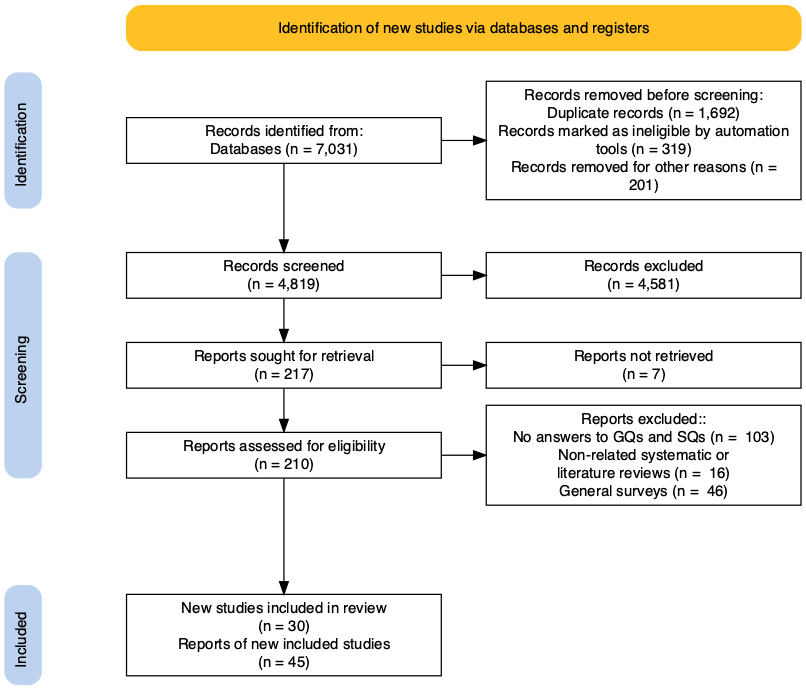 Identification of new studies via databases and registers
Identification
Records identified from:
Databases (n = 7,031)
Records removed before screening:
Duplicate records (n = 1,692)
Records marked as ineligible by automation
tools (n = 319)
Records removed for other reasons (n =
201)
Screening
Records screened
(n = 4,819)
Records excluded
(n = 4,581)
Reports sought for retrieval
(n = 217)
Reports not retrieved
(n = 7)
Reports assessed for eligibility
(n = 210)
Reports excluded::
No answers to GQs and SQs (n =  103)
Non-related systematic or
literature reviews (n =  16)
General surveys (n =  46)
Included
New studies included in review
(n = 30)
Reports of new included studies
(n = 45)